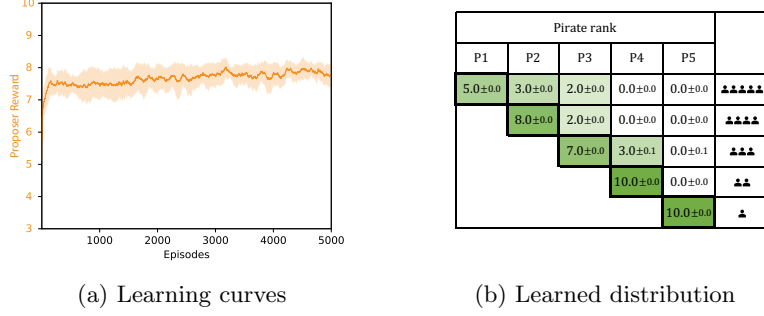 10
9
8
7
6
5
4
3
Proposer Reward
1000 2000 3000 4000 5000
Episodes
(a) Learning curves
Pirate rank
P1 P2 P3 P4 P5
5.0±0.0 3.0±0.0 2.0±0.0 0.0±0.0 0.0±0.0
8.0±0.0 2.0±0.0 0.0±0.0 0.0±0.0
7.0±0.0 3.0±0.1 0.0±0.1
10.0±0.0 0.0±0.0
10.0±0.0
(b) Learned distribution